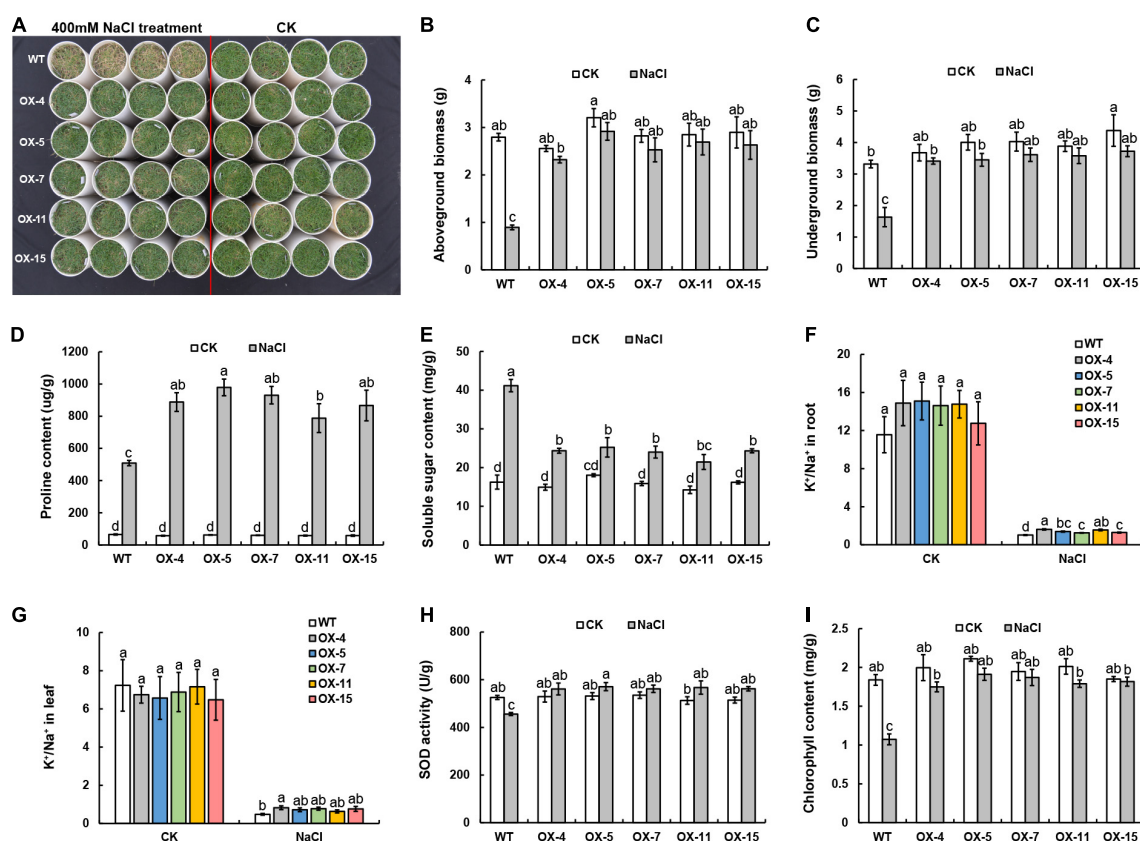 A
400mM NaCl treatment CK
WT
OX-4
OX-5
OX-7
OX-11
OX-15
B
CK NaCl
Aboveground biomass (g)
4
3
2
1
0
ab ab b a ab ab ab ab ab ab ab
c
WT OX-4 OX-5 OX-7 OX-11 OX-15
C
CK NaCl
Underground biomass (g)
6
5
4
3
2
1
0
b c ab b ab b ab ab ab ab a ab
WT OX-4 OX-5 OX-7 OX-11 OX-15
D
CK NaCl
Proline content (ug/g)
1200
1000
800
600
400
200
0
d c d ab d a d ab d b d ab
WT OX-4 OX-5 OX-7 OX-11 OX-15
E
CK NaCl
Soluble sugar content (mg/g)
40
30
20
10
0
d a d b cd b d b d bc d b
WT OX-4 OX-5 OX-7 OX-11 OX-15
F
WT
OX-4
OX-5
OX-7
OX-11
OX-15
K⁺/Na⁺ in root
20
16
12
8
4
0
a a a a a a d a bc c ab c
CK NaCl
G
WT
OX-4
OX-5
OX-7
OX-11
OX-15
K⁺/Na⁺ in leaf
10
8
6
4
2
0
a a a a a a b a ab ab ab ab
CK NaCl
H
CK NaCl
SOD activity (U/g)
800
600
400
200
0
ab c ab ab ab a ab ab b ab ab ab
WT OX-4 OX-5 OX-7 OX-11 OX-15
I
CK NaCl
Chlorophyll content (mg/g)
2.5
2
1.5
1
0
ab c ab b ab ab ab ab ab b ab b
WT OX-4 OX-5 OX-7 OX-11 OX-15